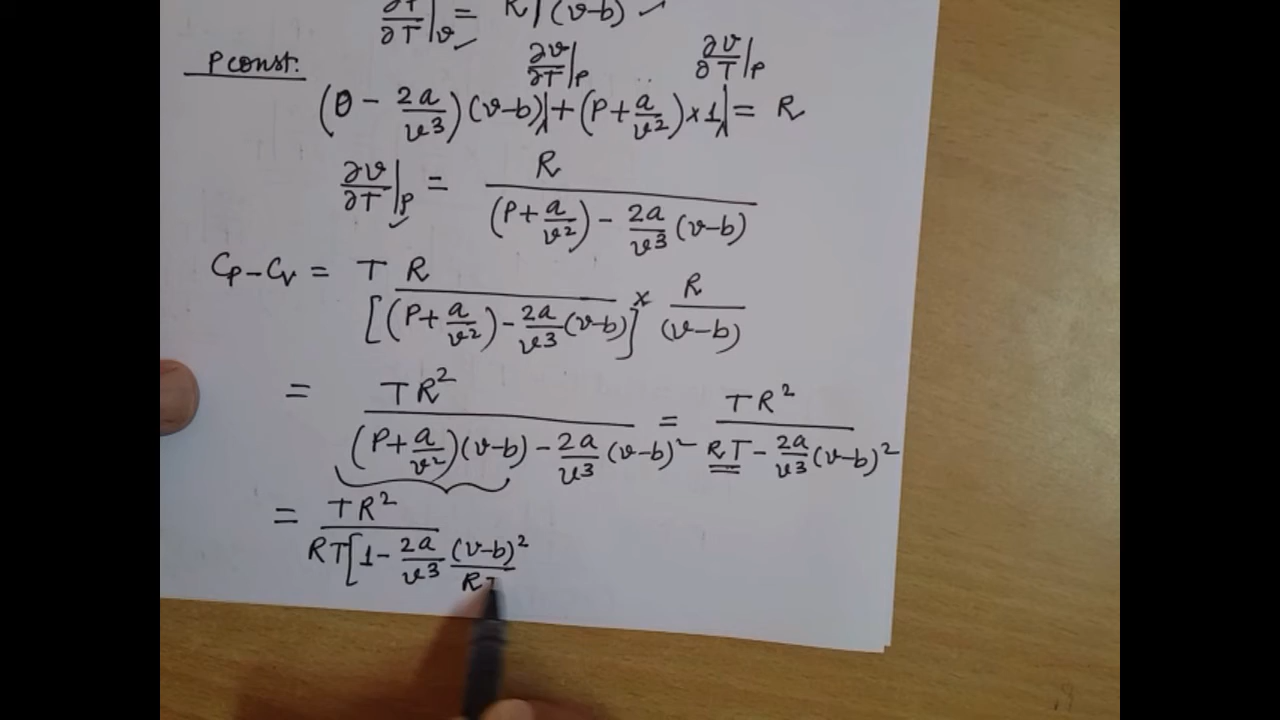 ∂P/∂T|v = R/(v-b) ✓
P const.
∂v/∂T|p ∂v/∂T|p
(0 - 2a/v³)(v-b)| + (P + a/v²)×1| = R
∂v/∂T|p = R / ((P + a/v²) - 2a/v³ (v-b))
Cp - Cv = T R / [(P + a/v²) - 2a/v³ (v-b)] × R/(v-b)
= TR² / ((P + a/v²)(v-b) - 2a/v³ (v-b)²) = TR² / (RT - 2a/v³ (v-b)²)
= TR² / RT[1 - 2a/v³ (v-b)²/RT